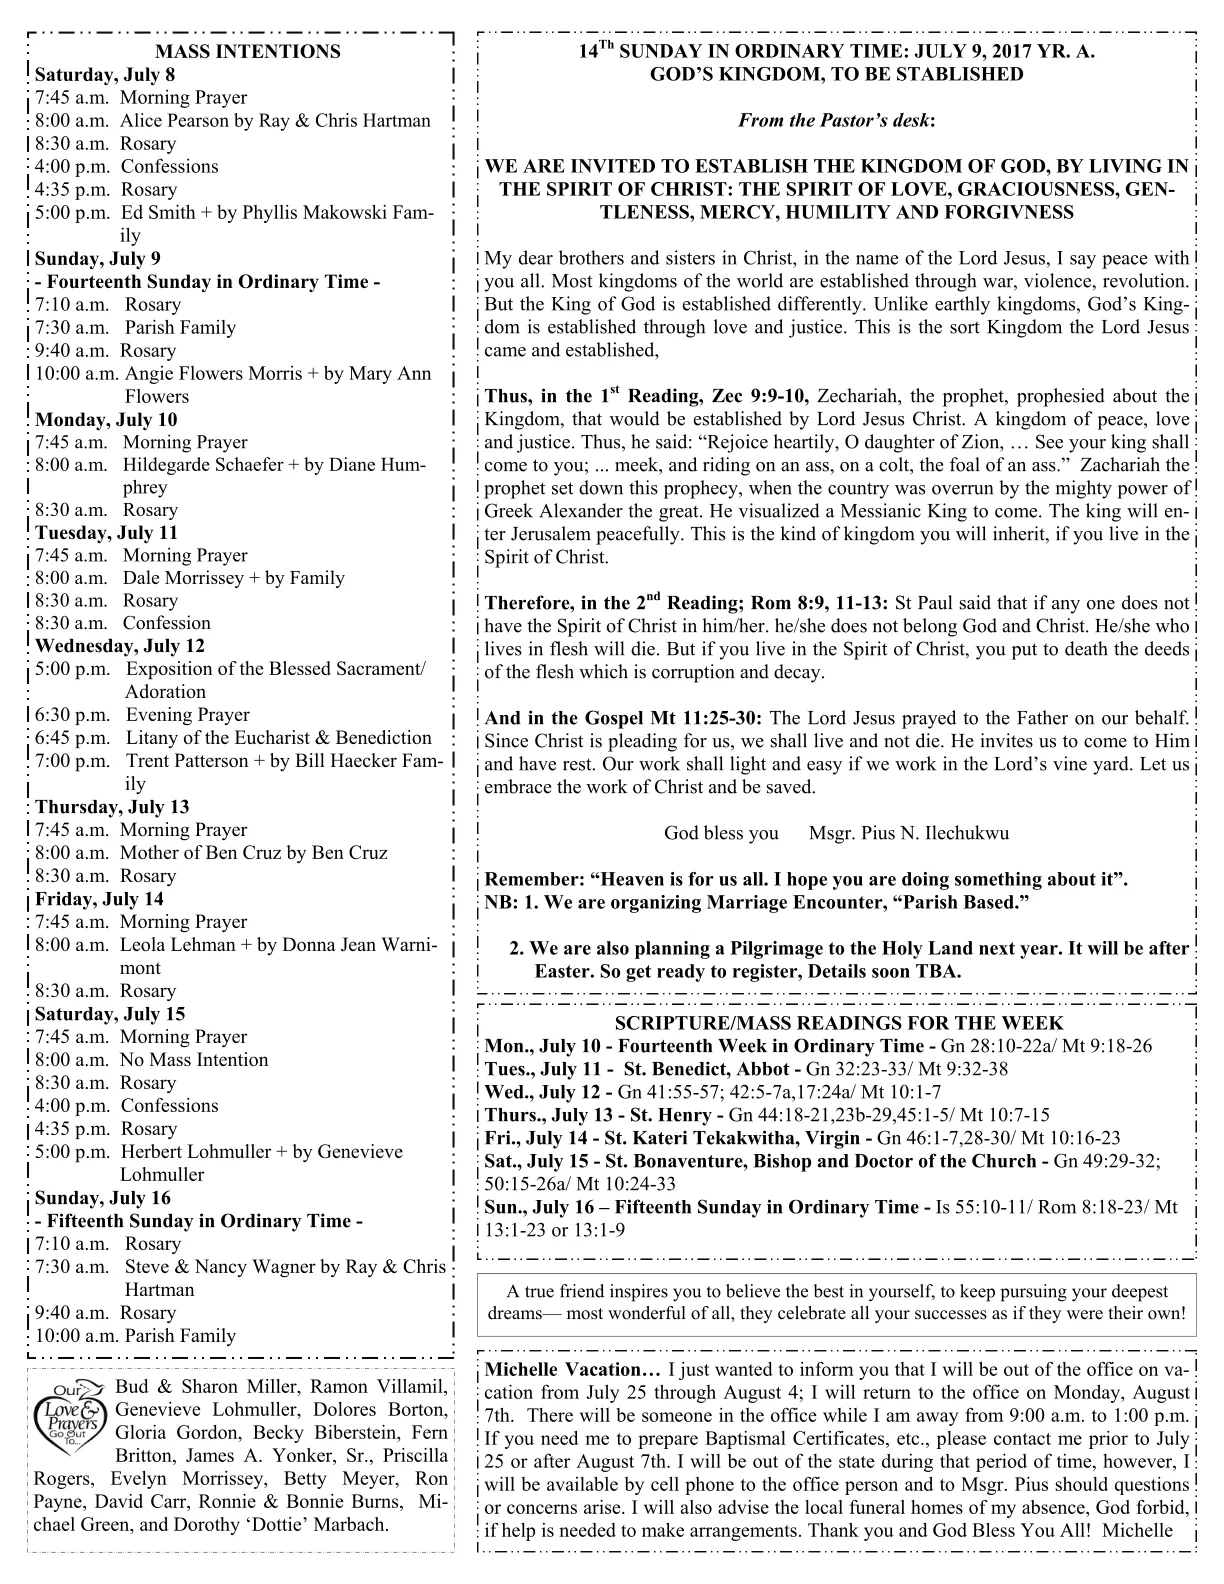 MASS INTENTIONS
Saturday, July 8
7:45 a.m. Morning Prayer
8:00 a.m. Alice Pearson by Ray & Chris Hartman
8:30 a.m. Rosary
4:00 p.m. Confessions
4:35 p.m. Rosary
5:00 p.m. Ed Smith + by Phyllis Makowski Fam-
ily
Sunday, July 9
- Fourteenth Sunday in Ordinary Time -
7:10 a.m. Rosary
7:30 a.m. Parish Family
9:40 a.m. Rosary
10:00 a.m. Angie Flowers Morris + by Mary Ann
Flowers
Monday, July 10
7:45 a.m. Morning Prayer
8:00 a.m. Hildegarde Schaefer + by Diane Hum-
phrey
8:30 a.m. Rosary
Tuesday, July 11
7:45 a.m. Morning Prayer
8:00 a.m. Dale Morrissey + by Family
8:30 a.m. Rosary
8:30 a.m. Confession
Wednesday, July 12
5:00 p.m. Exposition of the Blessed Sacrament/
Adoration
6:30 p.m. Evening Prayer
6:45 p.m. Litany of the Eucharist & Benediction
7:00 p.m. Trent Patterson + by Bill Haecker Fam-
ily
Thursday, July 13
7:45 a.m. Morning Prayer
8:00 a.m. Mother of Ben Cruz by Ben Cruz
8:30 a.m. Rosary
Friday, July 14
7:45 a.m. Morning Prayer
8:00 a.m. Leola Lehman + by Donna Jean Warni-
mont
8:30 a.m. Rosary
Saturday, July 15
7:45 a.m. Morning Prayer
8:00 a.m. No Mass Intention
8:30 a.m. Rosary
4:00 p.m. Confessions
4:35 p.m. Rosary
5:00 p.m. Herbert Lohmuller + by Genevieve
Lohmuller
Sunday, July 16
- Fifteenth Sunday in Ordinary Time -
7:10 a.m. Rosary
7:30 a.m. Steve & Nancy Wagner by Ray & Chris
Hartman
9:40 a.m. Rosary
10:00 a.m. Parish Family
Our
Love &
Prayers
Go Out
To...
Bud & Sharon Miller, Ramon Villamil,
Genevieve Lohmuller, Dolores Borton,
Gloria Gordon, Becky Biberstein, Fern
Britton, James A. Yonker, Sr., Priscilla
Rogers, Evelyn Morrissey, Betty Meyer, Ron
Payne, David Carr, Ronnie & Bonnie Burns, Mi-
chael Green, and Dorothy ‘Dottie’ Marbach.
14Th SUNDAY IN ORDINARY TIME: JULY 9, 2017 YR. A.
GOD’S KINGDOM, TO BE STABLISHED
From the Pastor’s desk:
WE ARE INVITED TO ESTABLISH THE KINGDOM OF GOD, BY LIVING IN
THE SPIRIT OF CHRIST: THE SPIRIT OF LOVE, GRACIOUSNESS, GEN-
TLENESS, MERCY, HUMILITY AND FORGIVNESS
My dear brothers and sisters in Christ, in the name of the Lord Jesus, I say peace with
you all. Most kingdoms of the world are established through war, violence, revolution.
But the King of God is established differently. Unlike earthly kingdoms, God’s King-
dom is established through love and justice. This is the sort Kingdom the Lord Jesus
came and established,
Thus, in the 1st Reading, Zec 9:9-10, Zechariah, the prophet, prophesied about the
Kingdom, that would be established by Lord Jesus Christ. A kingdom of peace, love
and justice. Thus, he said: “Rejoice heartily, O daughter of Zion, … See your king shall
come to you; ... meek, and riding on an ass, on a colt, the foal of an ass.” Zachariah the
prophet set down this prophecy, when the country was overrun by the mighty power of
Greek Alexander the great. He visualized a Messianic King to come. The king will en-
ter Jerusalem peacefully. This is the kind of kingdom you will inherit, if you live in the
Spirit of Christ.
Therefore, in the 2nd Reading; Rom 8:9, 11-13: St Paul said that if any one does not
have the Spirit of Christ in him/her. he/she does not belong God and Christ. He/she who
lives in flesh will die. But if you live in the Spirit of Christ, you put to death the deeds
of the flesh which is corruption and decay.
And in the Gospel Mt 11:25-30: The Lord Jesus prayed to the Father on our behalf.
Since Christ is pleading for us, we shall live and not die. He invites us to come to Him
and have rest. Our work shall light and easy if we work in the Lord’s vine yard. Let us
embrace the work of Christ and be saved.
God bless you Msgr. Pius N. Ilechukwu
Remember: “Heaven is for us all. I hope you are doing something about it”.
NB: 1. We are organizing Marriage Encounter, “Parish Based.”
2. We are also planning a Pilgrimage to the Holy Land next year. It will be after
Easter. So get ready to register, Details soon TBA.
SCRIPTURE/MASS READINGS FOR THE WEEK
Mon., July 10 - Fourteenth Week in Ordinary Time - Gn 28:10-22a/ Mt 9:18-26
Tues., July 11 - St. Benedict, Abbot - Gn 32:23-33/ Mt 9:32-38
Wed., July 12 - Gn 41:55-57; 42:5-7a,17:24a/ Mt 10:1-7
Thurs., July 13 - St. Henry - Gn 44:18-21,23b-29,45:1-5/ Mt 10:7-15
Fri., July 14 - St. Kateri Tekakwitha, Virgin - Gn 46:1-7,28-30/ Mt 10:16-23
Sat., July 15 - St. Bonaventure, Bishop and Doctor of the Church - Gn 49:29-32;
50:15-26a/ Mt 10:24-33
Sun., July 16 – Fifteenth Sunday in Ordinary Time - Is 55:10-11/ Rom 8:18-23/ Mt
13:1-23 or 13:1-9
A true friend inspires you to believe the best in yourself, to keep pursuing your deepest
dreams— most wonderful of all, they celebrate all your successes as if they were their own!
Michelle Vacation… I just wanted to inform you that I will be out of the office on va-
cation from July 25 through August 4; I will return to the office on Monday, August
7th. There will be someone in the office while I am away from 9:00 a.m. to 1:00 p.m.
If you need me to prepare Baptismal Certificates, etc., please contact me prior to July
25 or after August 7th. I will be out of the state during that period of time, however, I
will be available by cell phone to the office person and to Msgr. Pius should questions
or concerns arise. I will also advise the local funeral homes of my absence, God forbid,
if help is needed to make arrangements. Thank you and God Bless You All! Michelle